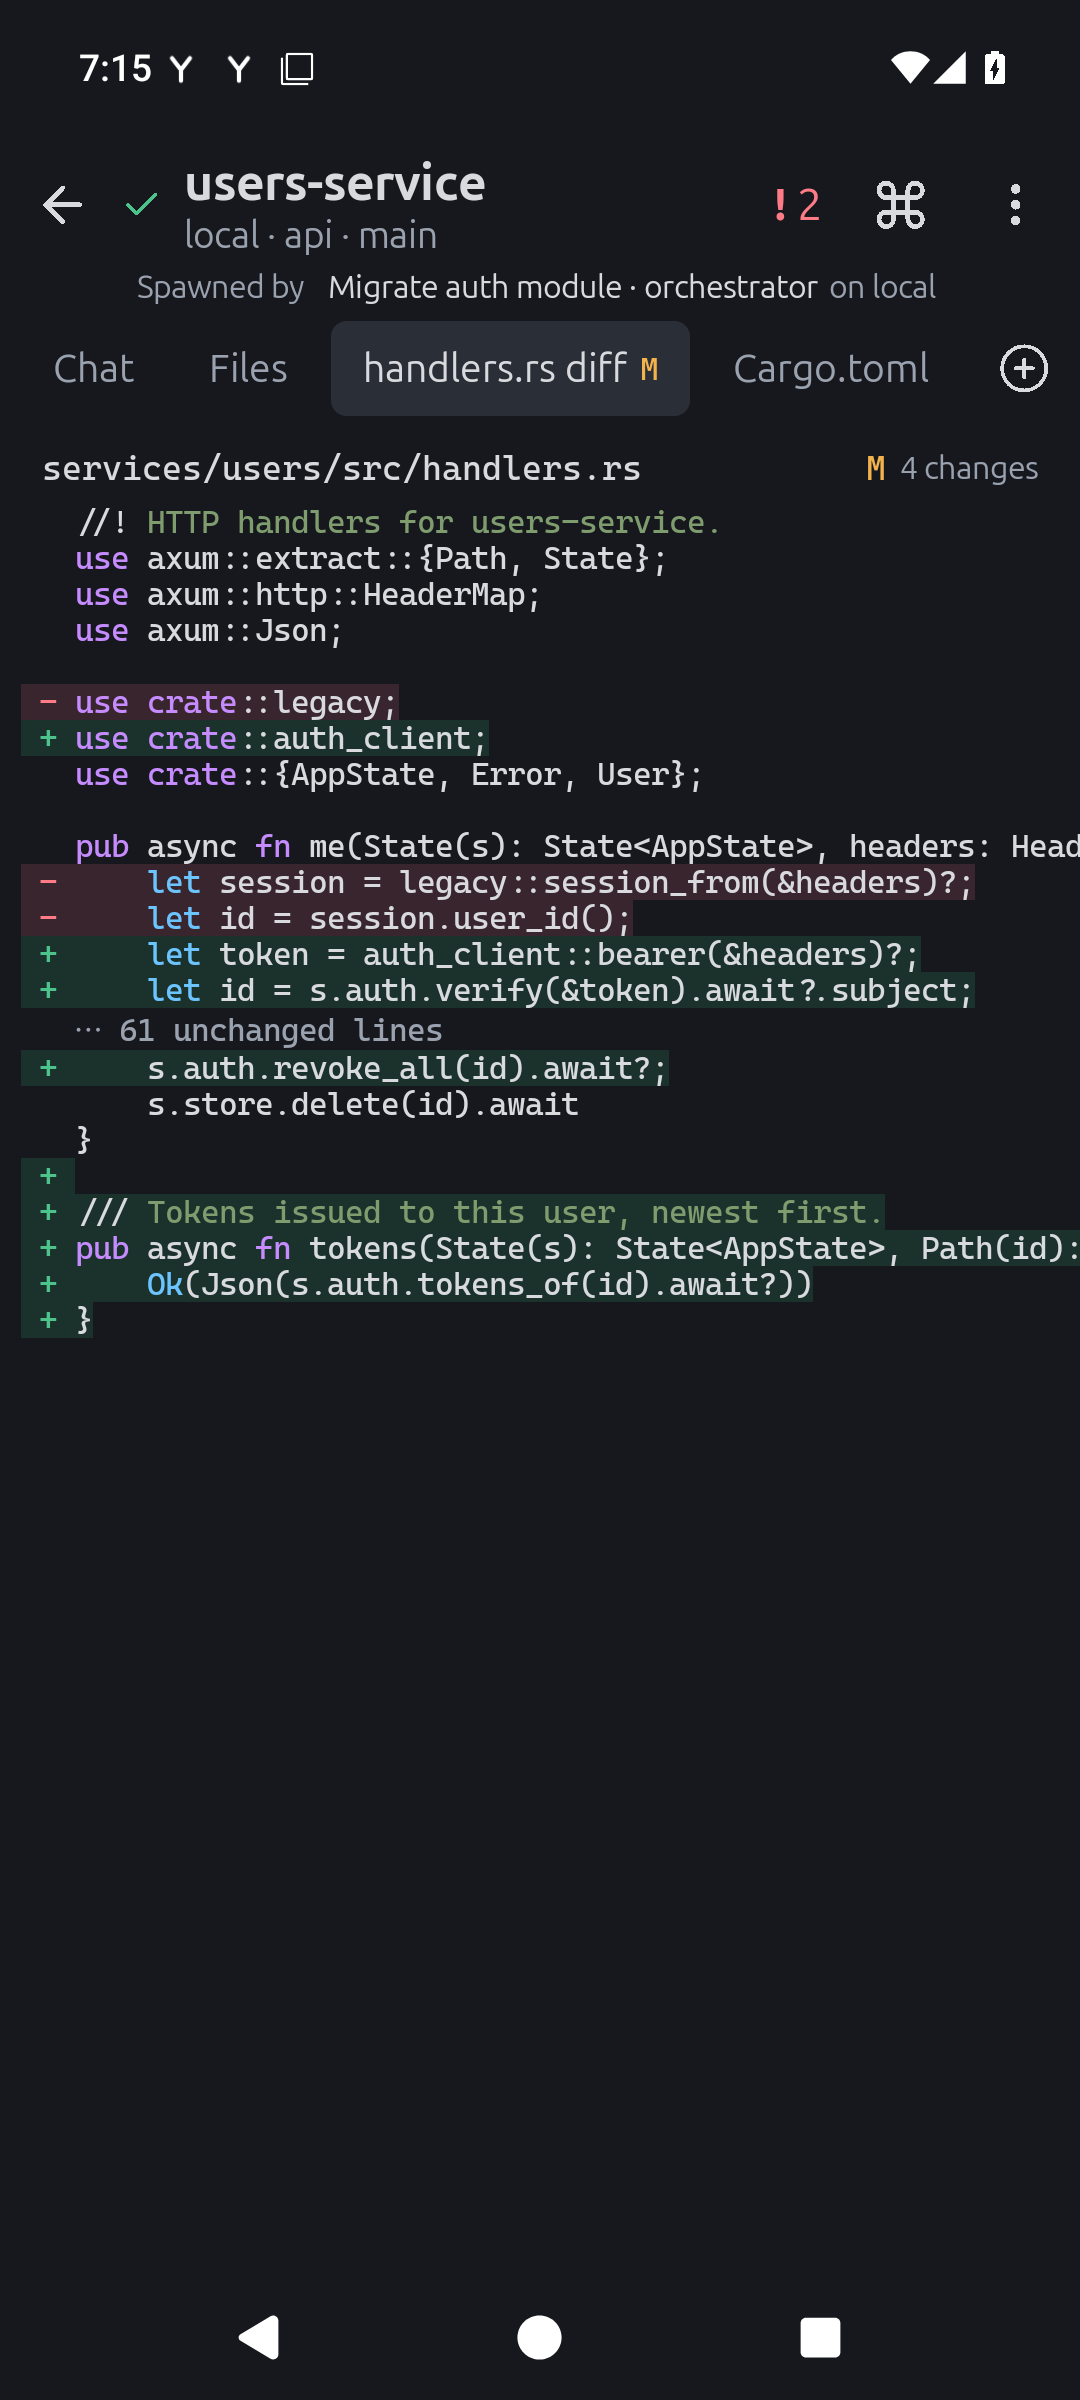 7:15
users-service
! 2
local · api · main
Spawned by Migrate auth module · orchestrator on local
Chat Files handlers.rs diff M Cargo.toml
services/users/src/handlers.rs M 4 changes
//! HTTP handlers for users-service.
use axum::extract::{Path, State};
use axum::http::HeaderMap;
use axum::Json;
- use crate::legacy;
+ use crate::auth_client;
use crate::{AppState, Error, User};
pub async fn me(State(s): State<AppState>, headers: Head
- let session = legacy::session_from(&headers)?;
- let id = session.user_id();
+ let token = auth_client::bearer(&headers)?;
+ let id = s.auth.verify(&token).await?.subject;
··· 61 unchanged lines
+ s.auth.revoke_all(id).await?;
s.store.delete(id).await
}
+
+ /// Tokens issued to this user, newest first.
+ pub async fn tokens(State(s): State<AppState>, Path(id):
+ Ok(Json(s.auth.tokens_of(id).await?))
+ }